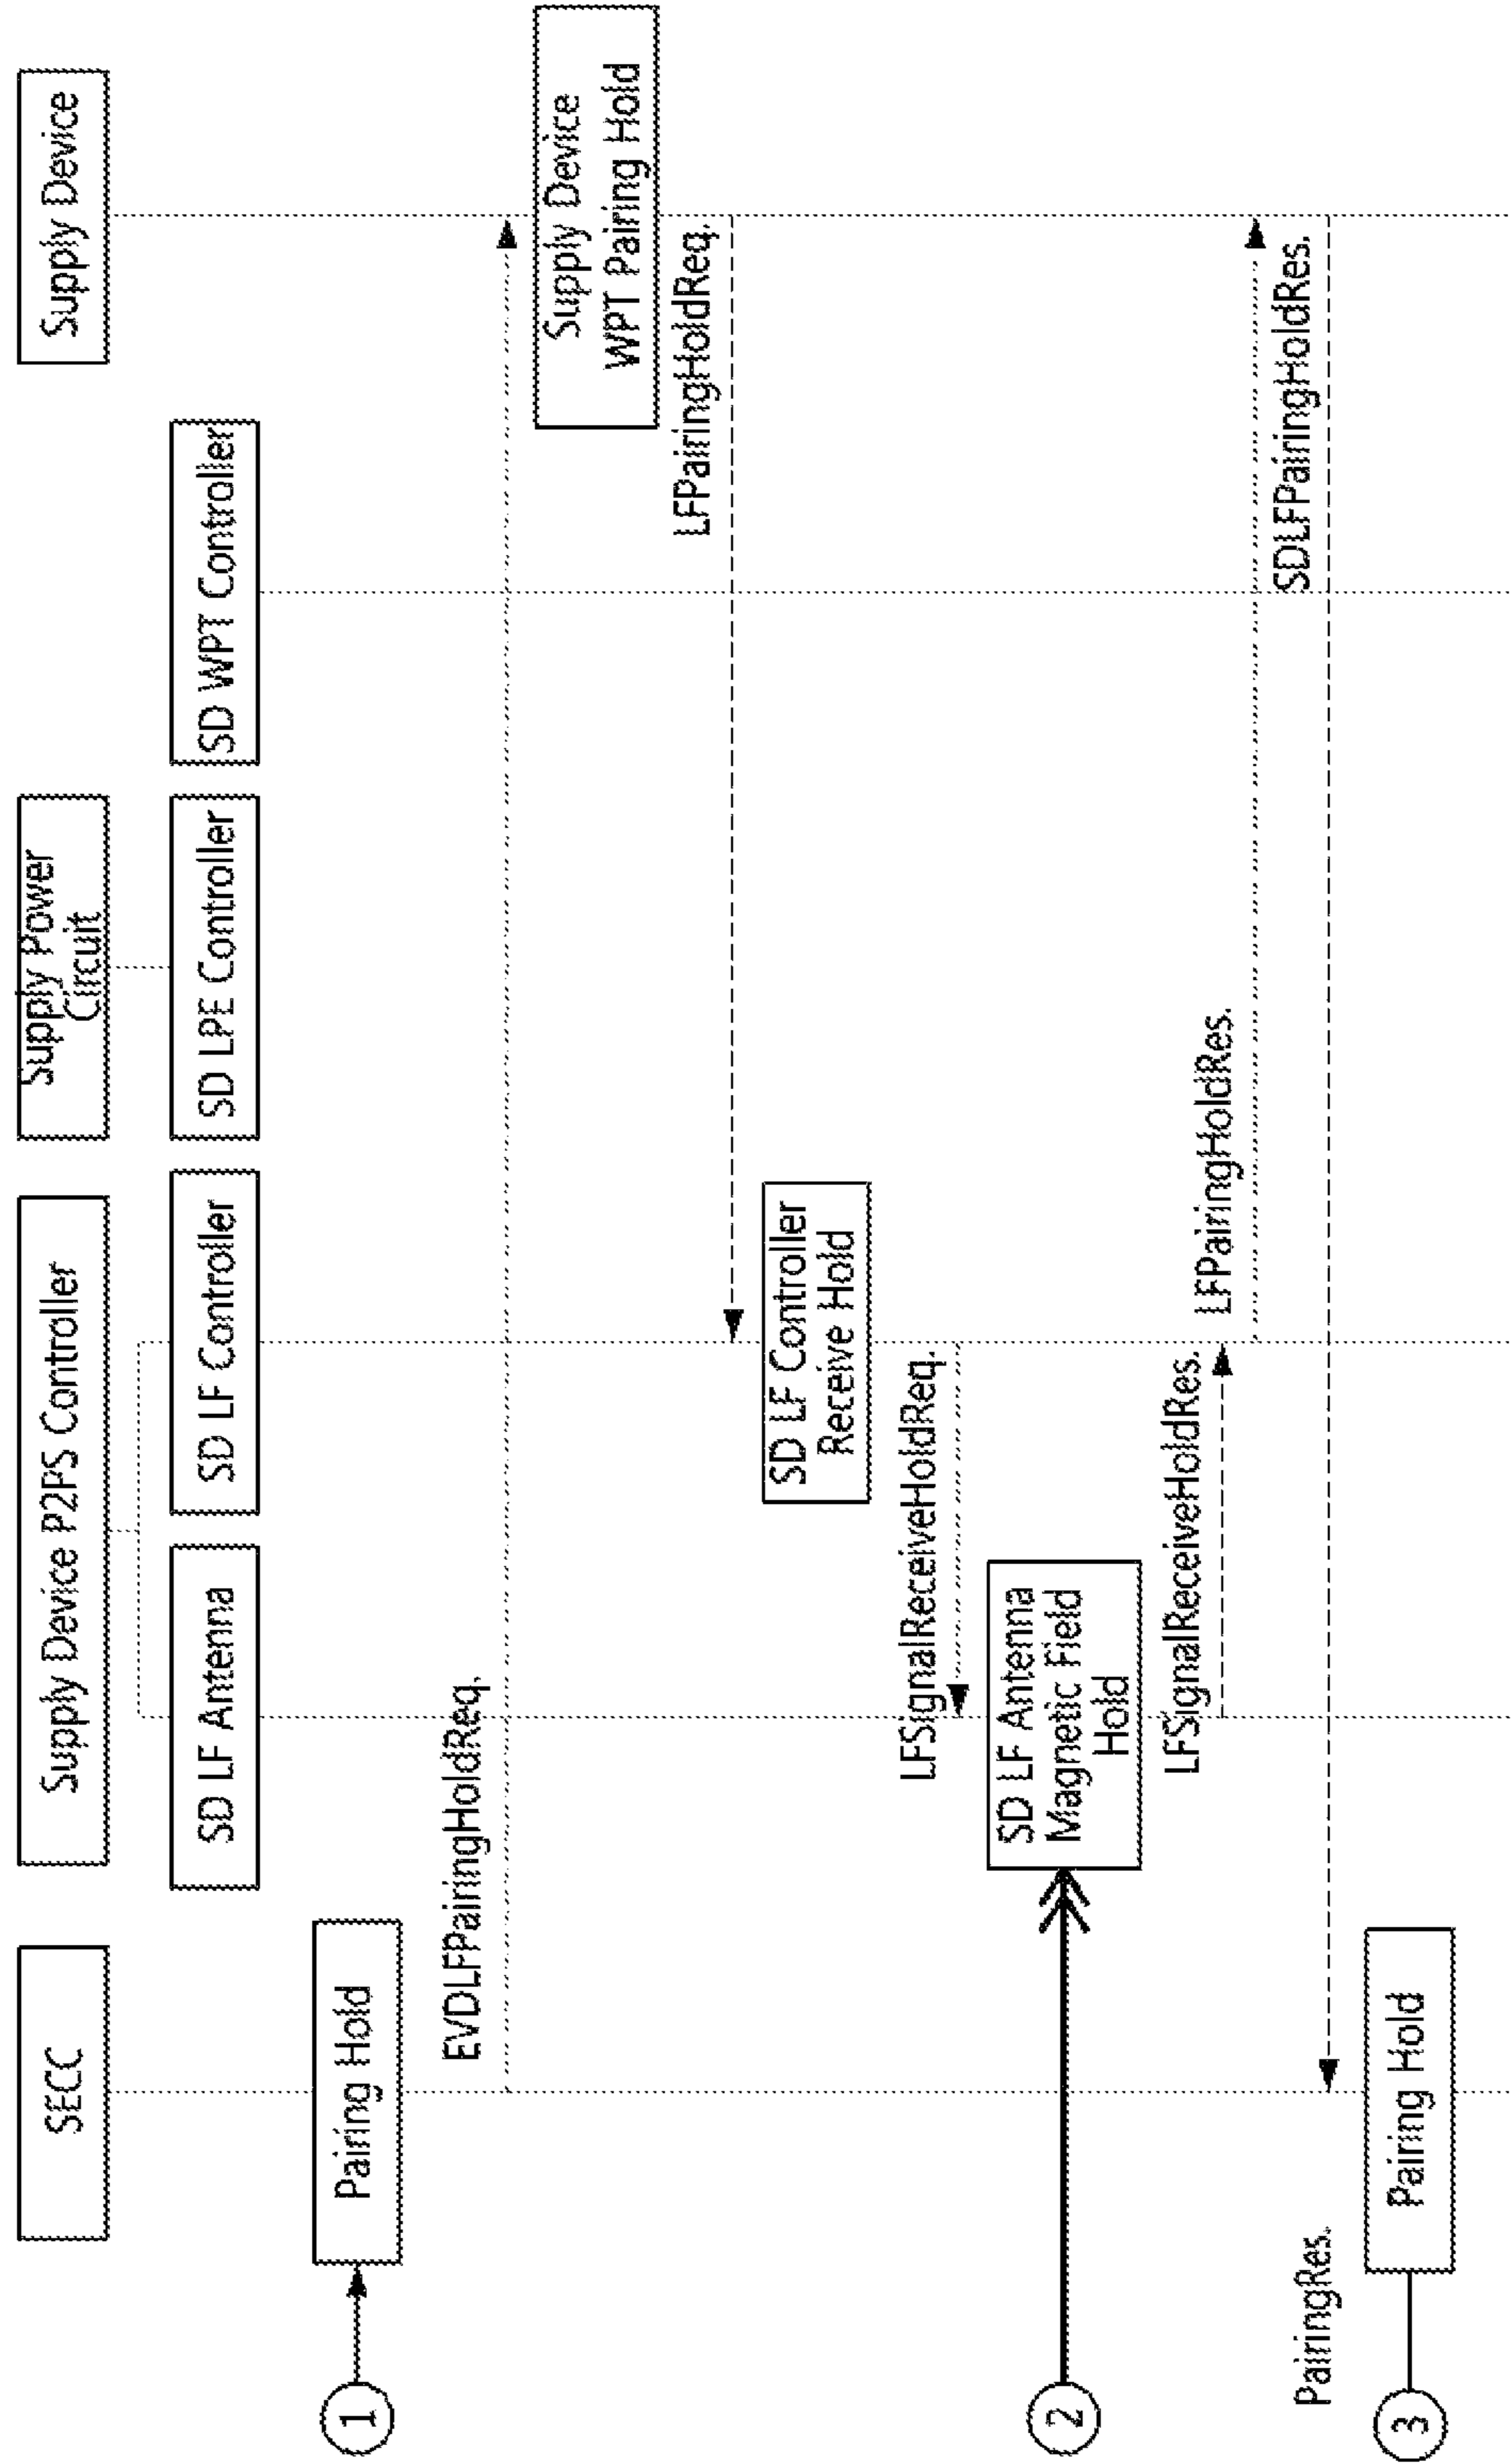 SECC
Supply Device P2PS Controller
Supply Power
Circuit
Supply Device
SD LF Antenna
SD LF Controller
SD LPE Controller
SD WPT Controller
1
Pairing Hold
EVDLFPairingHoldReq.
Supply Device
WPT Pairing Hold
LFPairingHoldReq.
SD LF Controller
Receive Hold
LFSignalReceiveHoldReq.
2
SD LF Antenna
Magnetic Field
Hold
LFSignalReceiveHoldRes.
LFPairingHoldRes.
SDLFPairingHoldRes.
PairingRes.
3
Pairing Hold